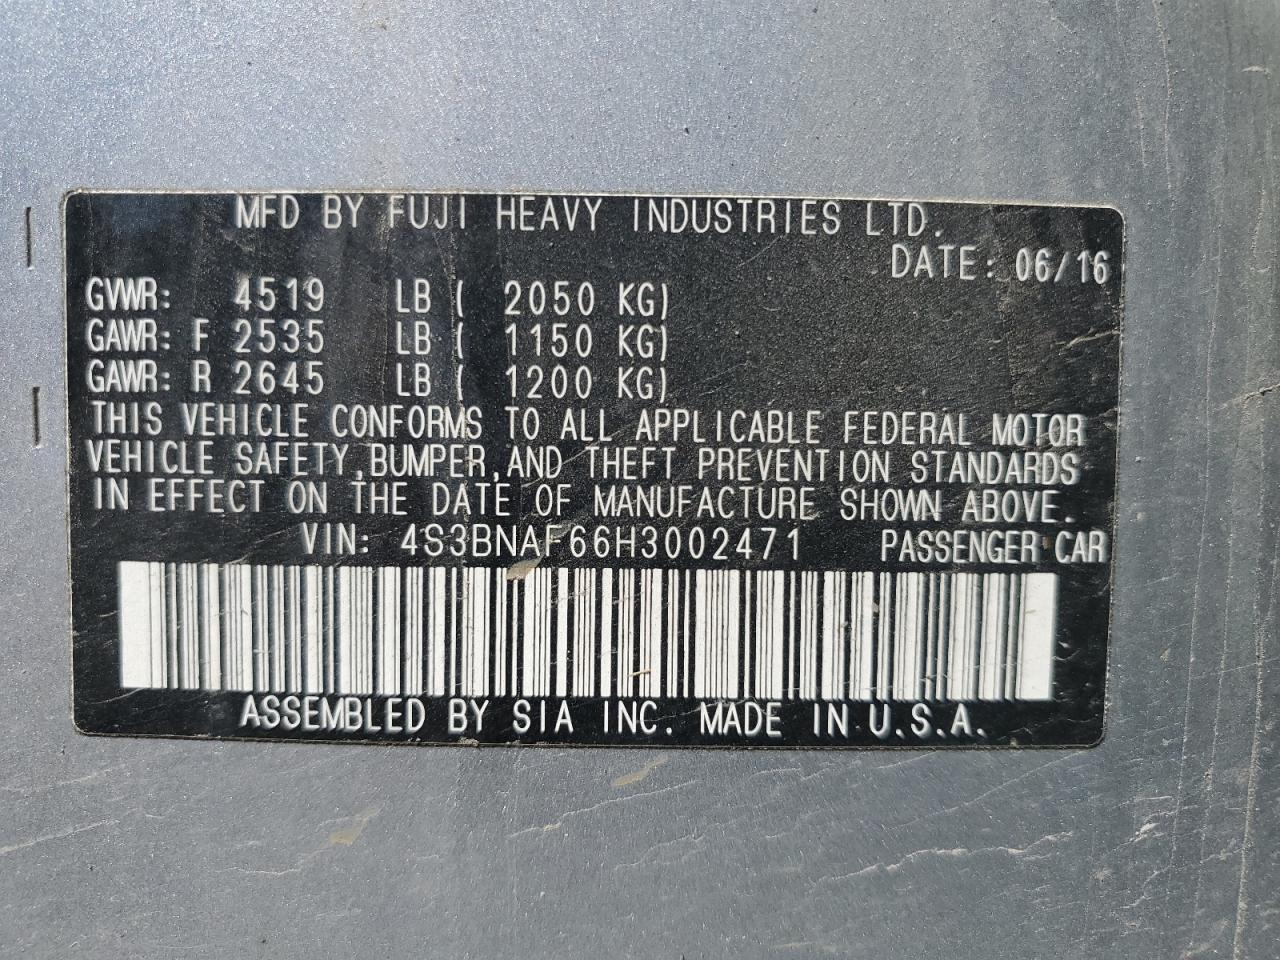 MFD BY FUJI HEAVY INDUSTRIES LTD.
DATE: 06/16
GVWR: 4519 LB ( 2050 KG)
GAWR: F 2535 LB ( 1150 KG)
GAWR: R 2645 LB ( 1200 KG)
THIS VEHICLE CONFORMS TO ALL APPLICABLE FEDERAL MOTOR
VEHICLE SAFETY,BUMPER,AND THEFT PREVENTION STANDARDS
IN EFFECT ON THE DATE OF MANUFACTURE SHOWN ABOVE.
VIN: 4S3BNAF66H3002471 PASSENGER CAR
ASSEMBLED BY SIA INC. MADE IN U.S.A.